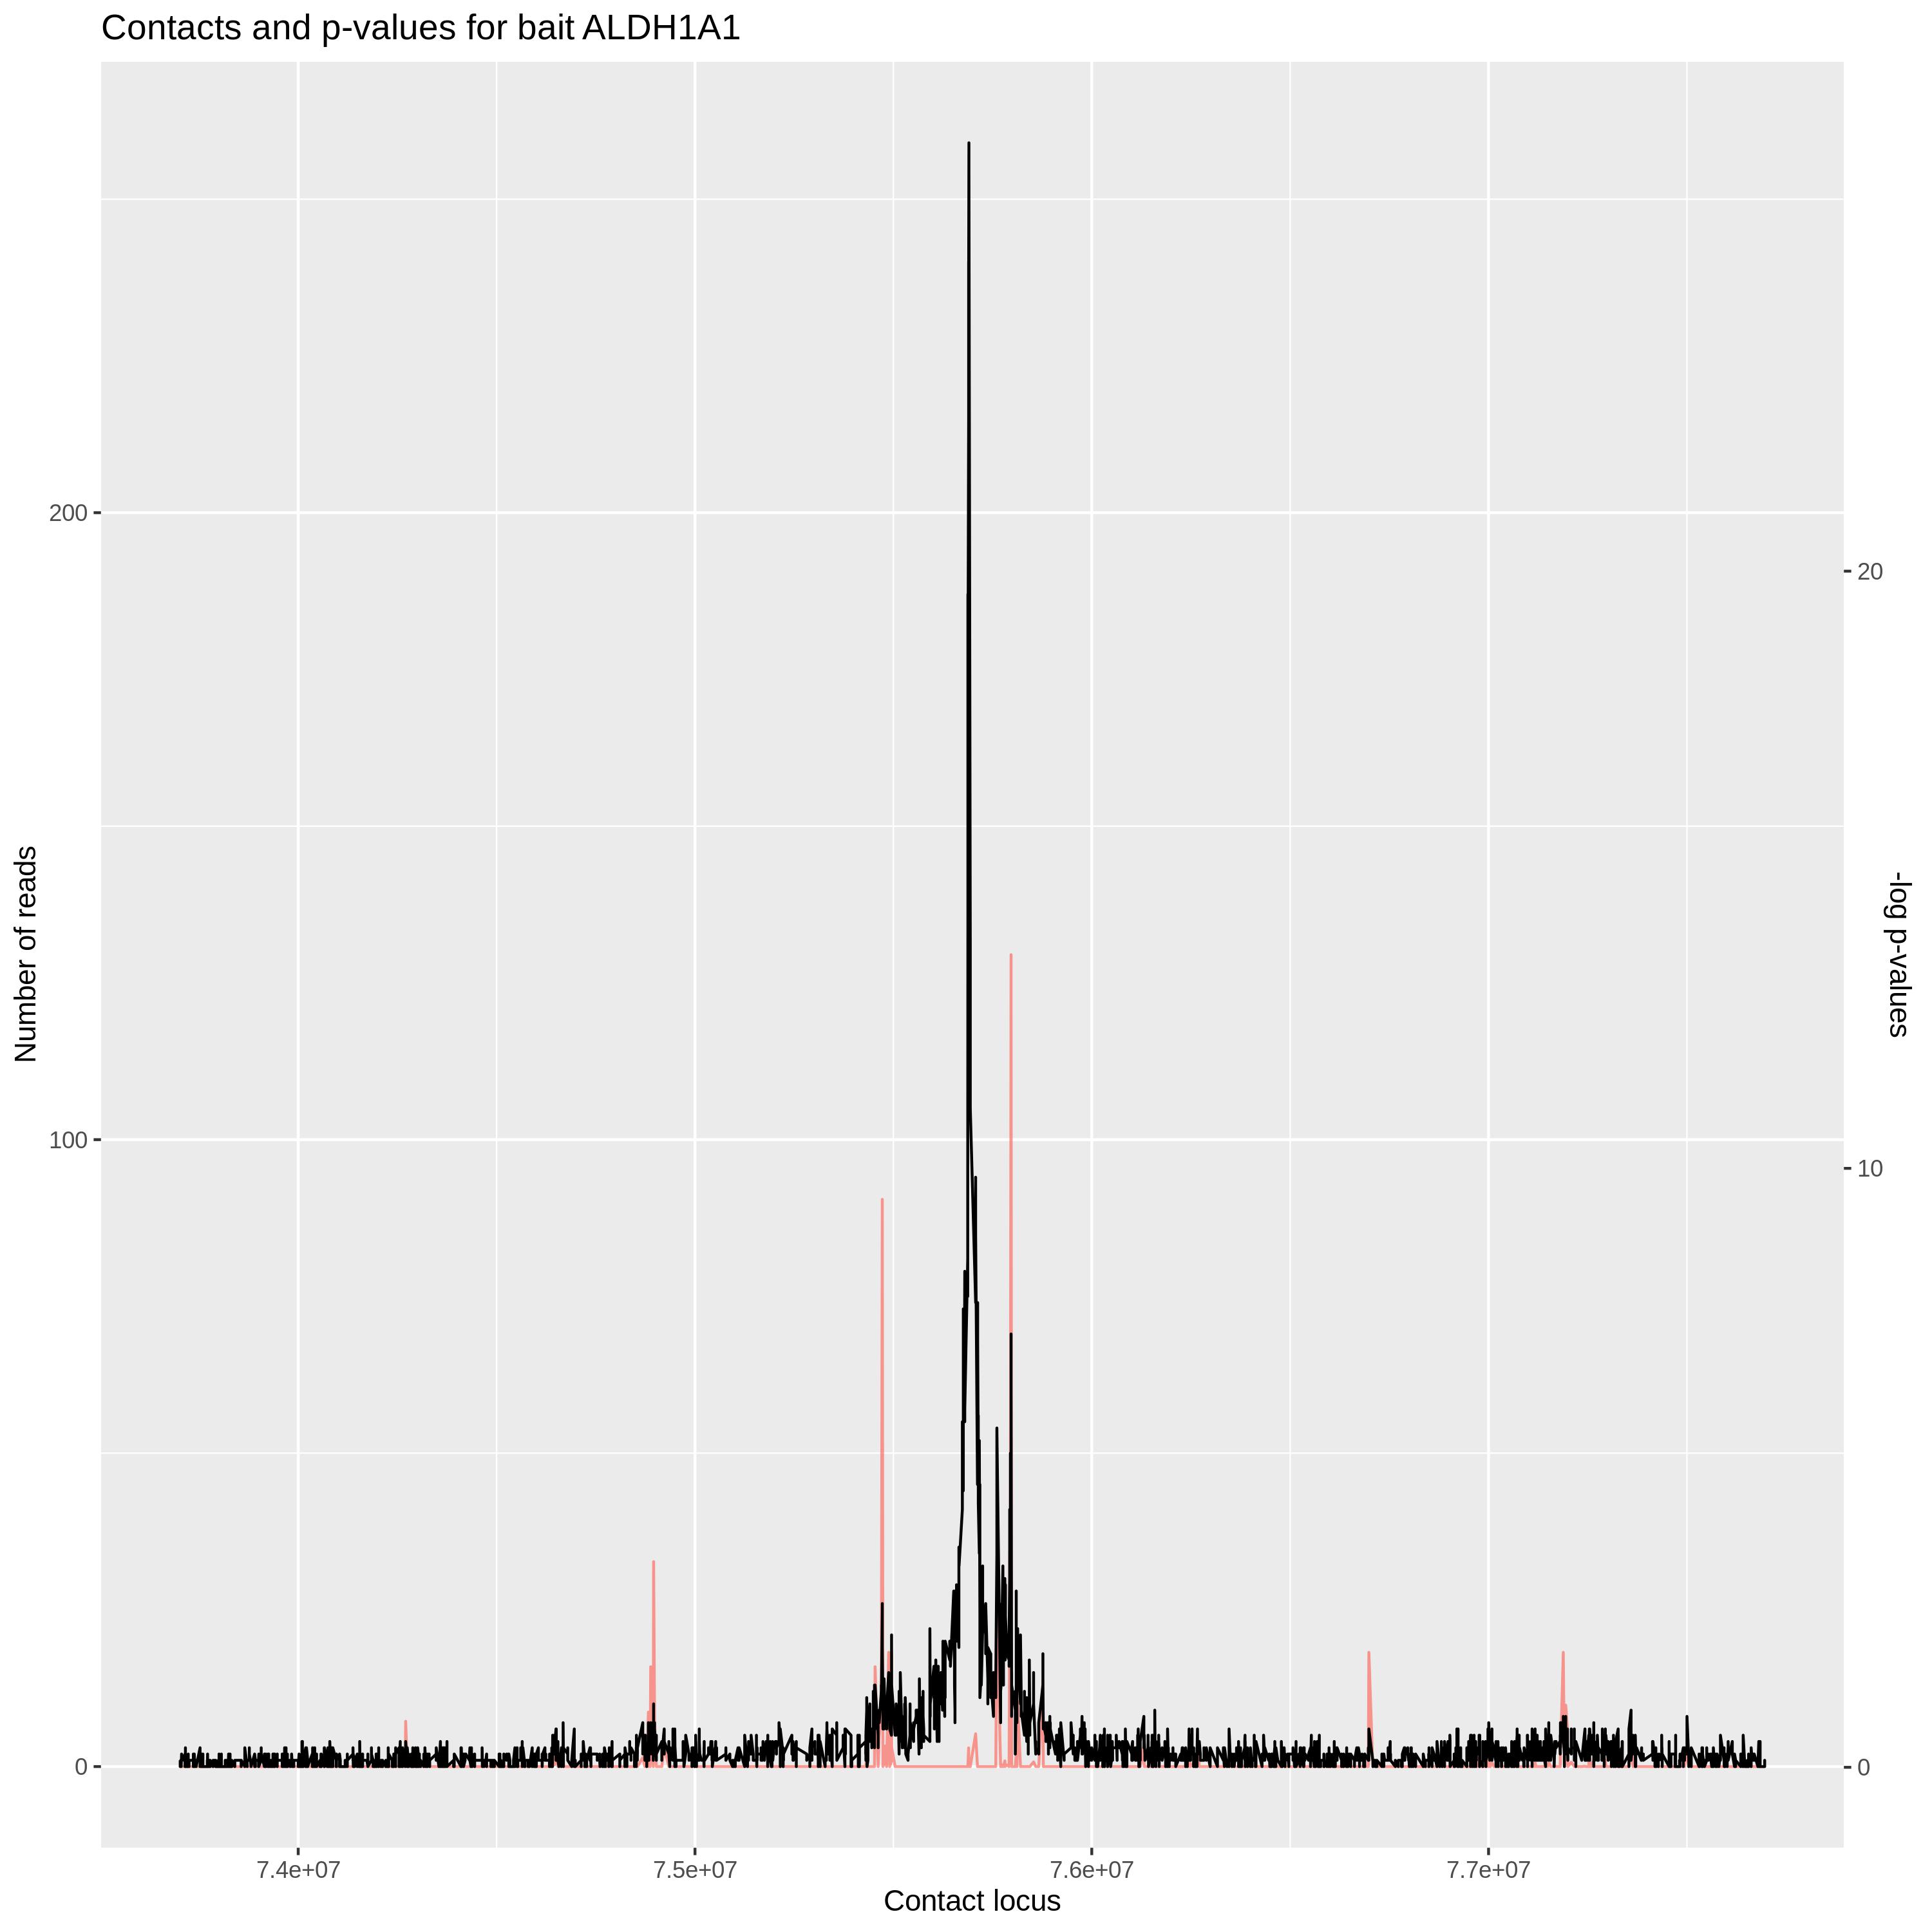 Contacts and p-values for bait ALDH1A1
200
100
0
Number of reads
20
10
0
-log p-values
7.4e+07
7.5e+07
7.6e+07
7.7e+07
Contact locus